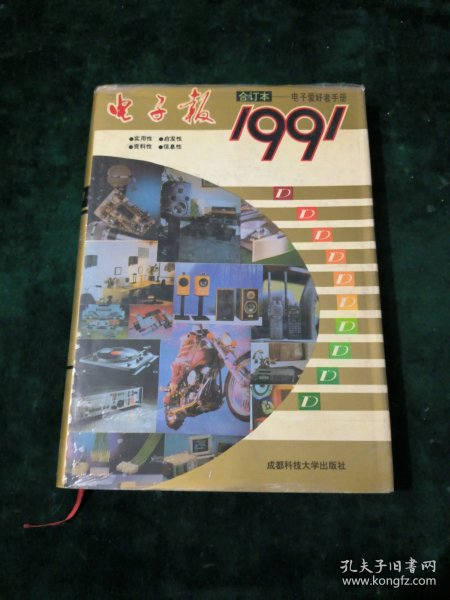 电子报
合订本——电子爱好者手册
1991
●实用性 ●启发性
●资料性 ●信息性
D
D
D
D
D
D
D
D
D
D
成都科技大学出版社
孔夫子旧书网
www.kongfz.com